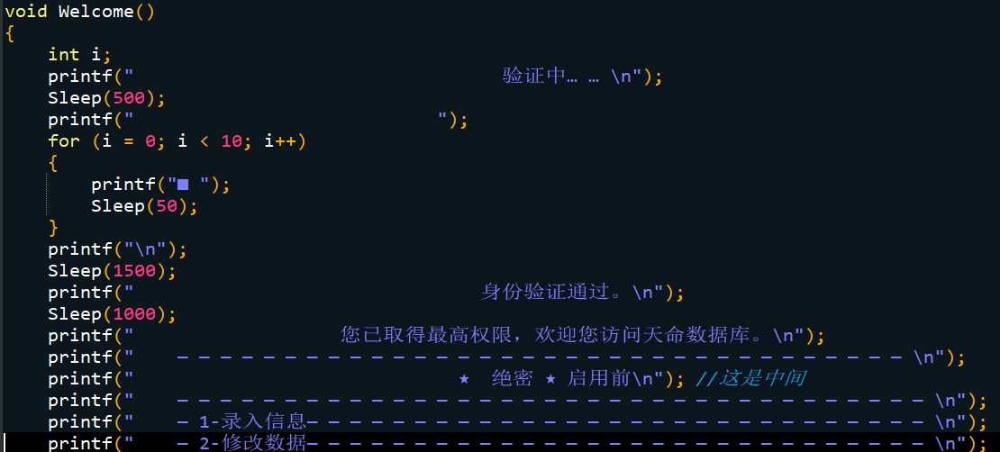 void Welcome()
{
    int i;
    printf("                                  验证中… … \n");
    Sleep(500);
    printf("                            ");
    for (i = 0; i < 10; i++)
    {
        printf("■ ");
        Sleep(50);
    }
    printf("\n");
    Sleep(1500);
    printf("                                身份验证通过。\n");
    Sleep(1000);
    printf("                   您已取得最高权限，欢迎您访问天命数据库。\n");
    printf("    — — — — — — — — — — — — — — — — — — — — — — — — — — — — — — — — — — \n");
    printf("                              ★  绝密 ★ 启用前\n"); //这是中间
    printf("    — — — — — — — — — — — — — — — — — — — — — — — — — — — — — — — — — — — \n");
    printf("    — 1-录入信息— — — — — — — — — — — — — — — — — — — — — — — — — — — — — \n");
    printf("    — 2-修改数据— — — — — — — — — — — — — — — — — — — — — — — — — — — — — \n");